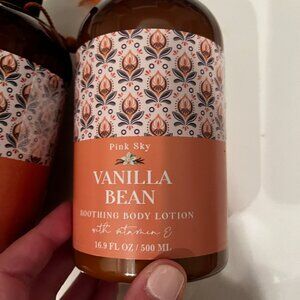 Pink Sky
VANILLA
BEAN
SOOTHING BODY LOTION
with vitamin E
16.9 FL OZ / 500 ML